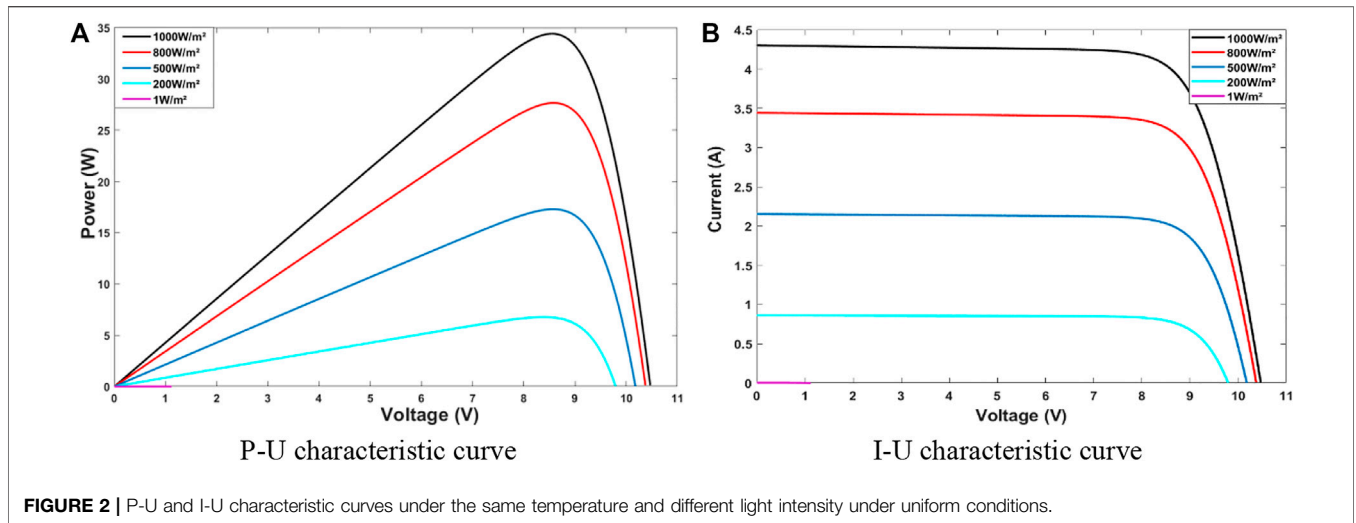 A
35
30
25
20
15
10
5
0
Power (W)
1000W/m²
800W/m²
500W/m²
200W/m²
1W/m²
0 1 2 3 4 5 6 7 8 9 10 11
Voltage (V)
P-U characteristic curve
B
4.5
4
3.5
3
2.5
2
1.5
1
0.5
0
Current (A)
1000W/m²
800W/m²
500W/m²
200W/m²
1W/m²
0 1 2 3 4 5 6 7 8 9 10 11
Voltage (V)
I-U characteristic curve
FIGURE 2 | P-U and I-U characteristic curves under the same temperature and different light intensity under uniform conditions.